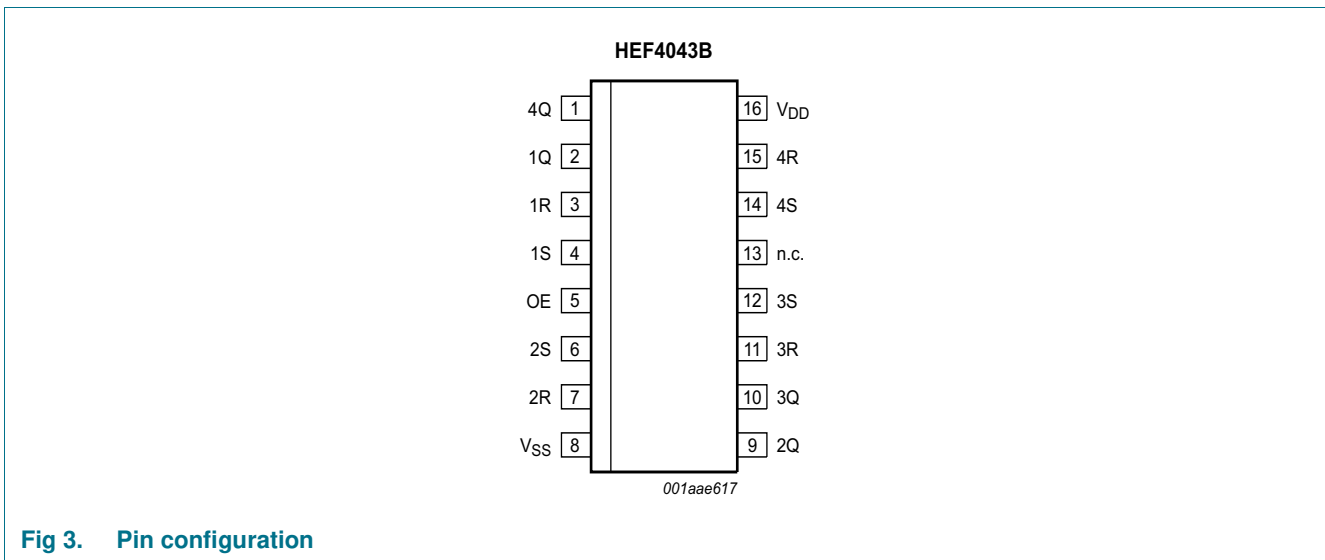 HEF4043B
4Q 1 16 VDD
1Q 2 15 4R
1R 3 14 4S
1S 4 13 n.c.
OE 5 12 3S
2S 6 11 3R
2R 7 10 3Q
VSS 8 9 2Q
001aae617
Fig 3. Pin configuration